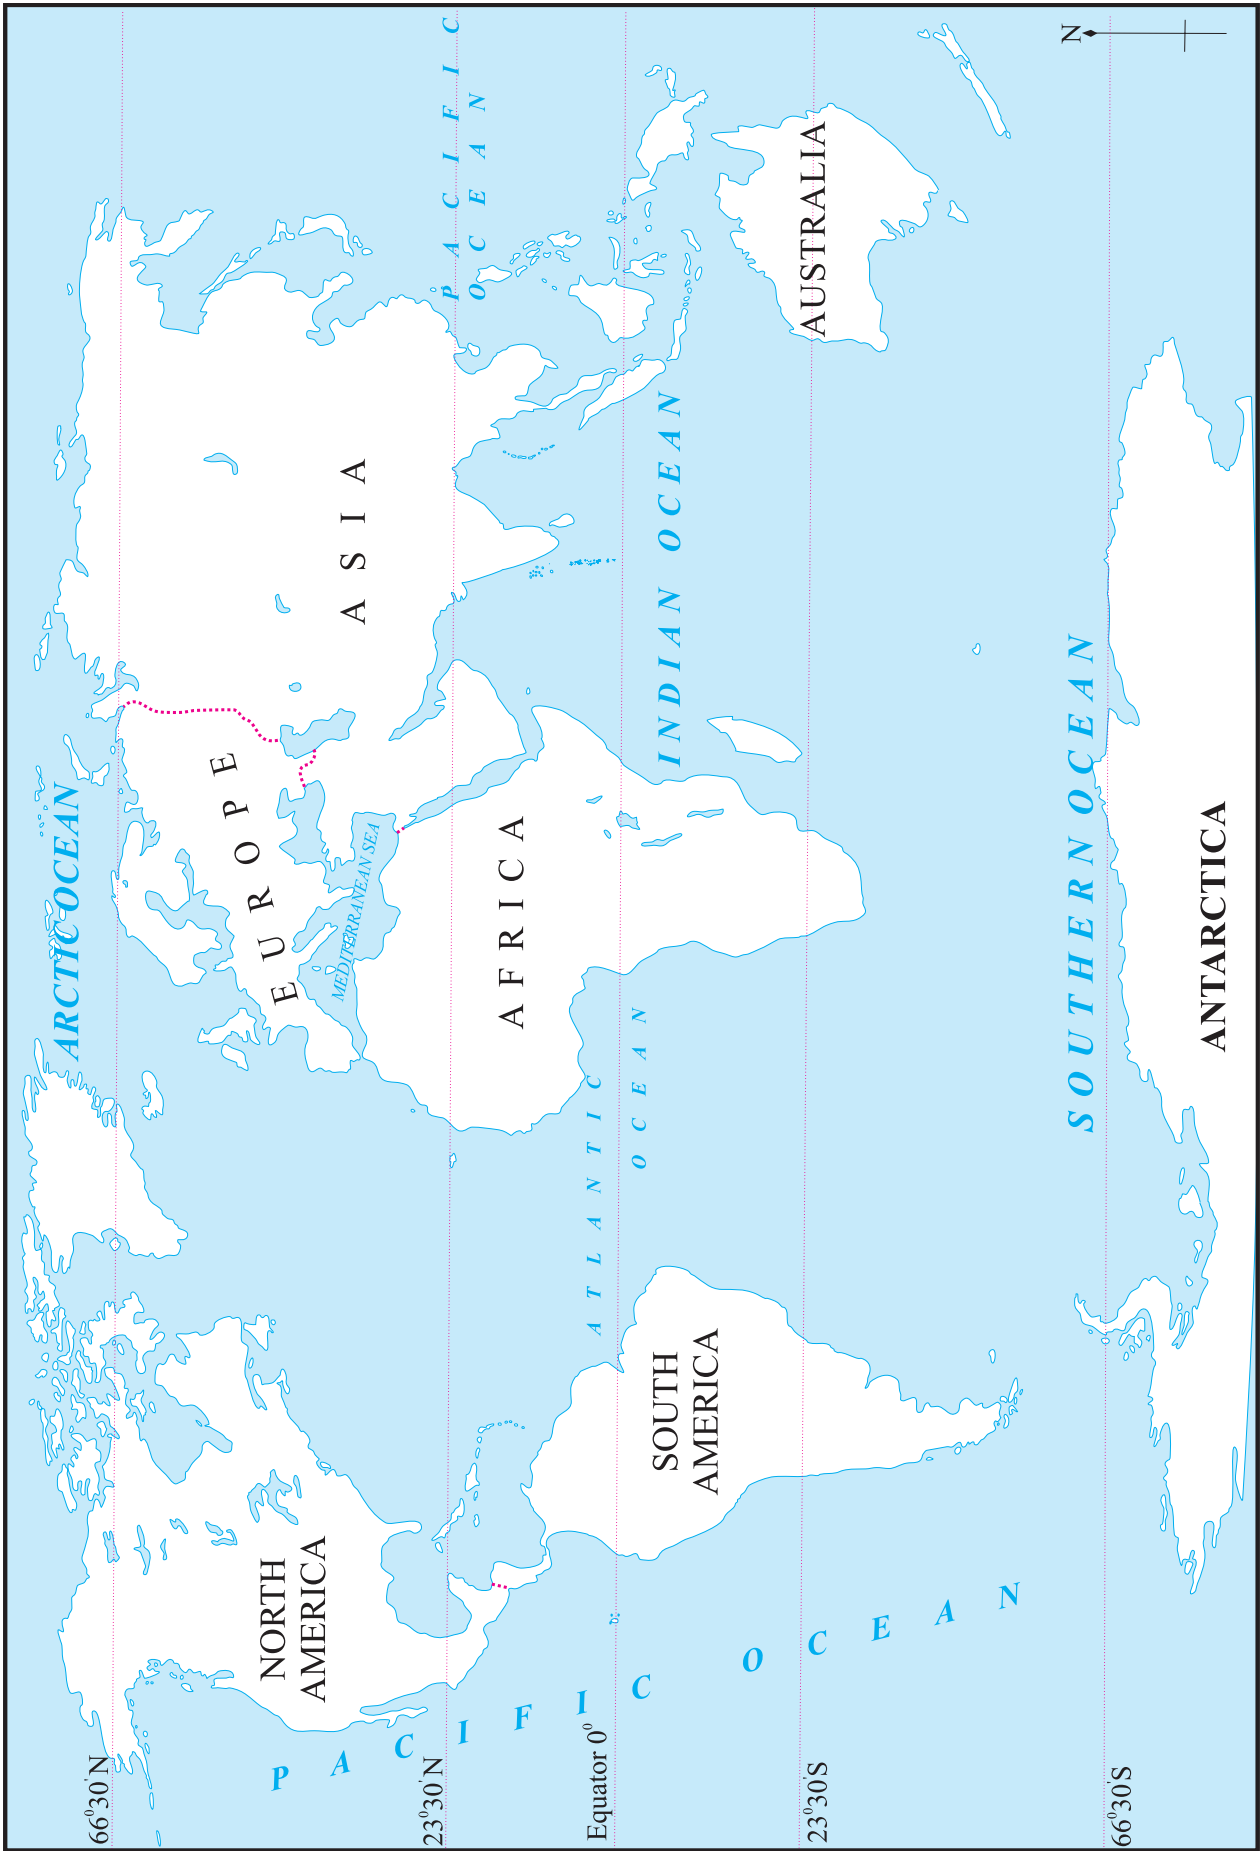 N
ARCTIC OCEAN
66°30'N
NORTH
AMERICA
EUROPE
ASIA
MEDITERRANEAN SEA
PACIFIC
OCEAN
23°30'N
AFRICA
ATLANTIC
OCEAN
PACIFIC OCEAN
Equator 0°
INDIAN OCEAN
SOUTH
AMERICA
AUSTRALIA
23°30'S
SOUTHERN OCEAN
66°30'S
ANTARCTICA